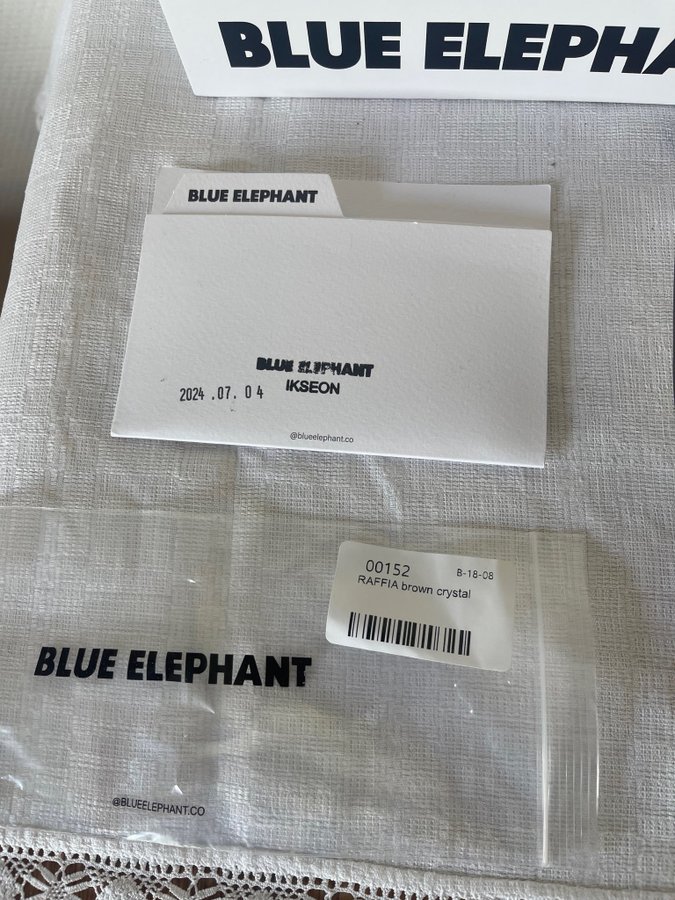 BLUE ELEPHA
BLUE ELEPHANT
BLUE ELEPHANT
IKSEON
2024 .07. 04
@blueelephant.co
00152
B-18-08
RAFFIA brown crystal
BLUE ELEPHANT
@BLUEELEPHANT.CO